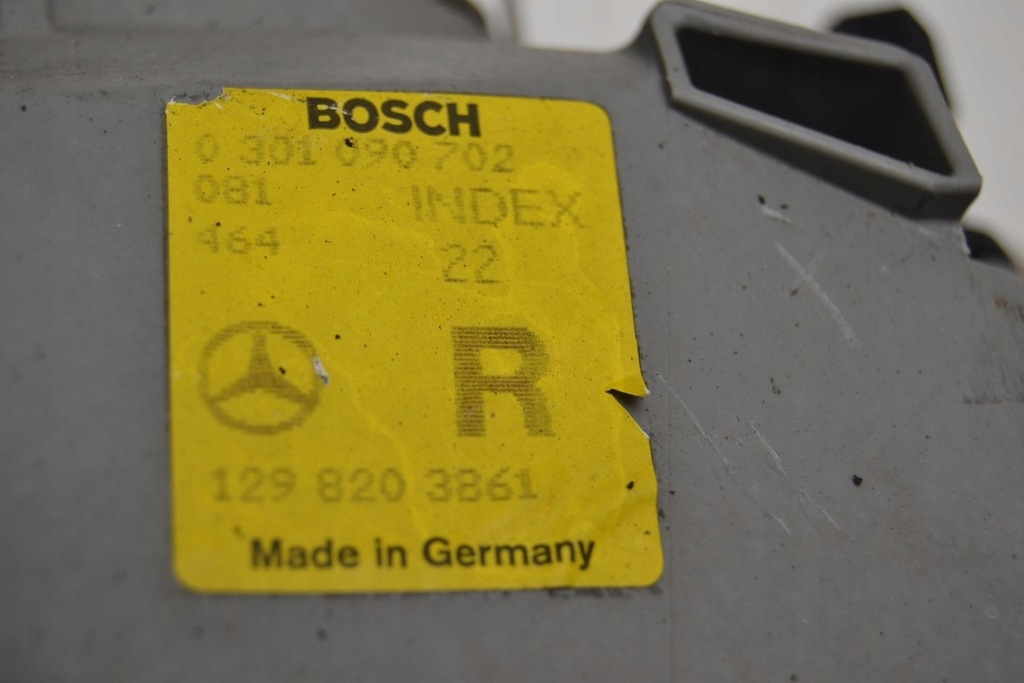 BOSCH
0 301 090 702
081 INDEX
464 22
R
129 820 3861
Made in Germany